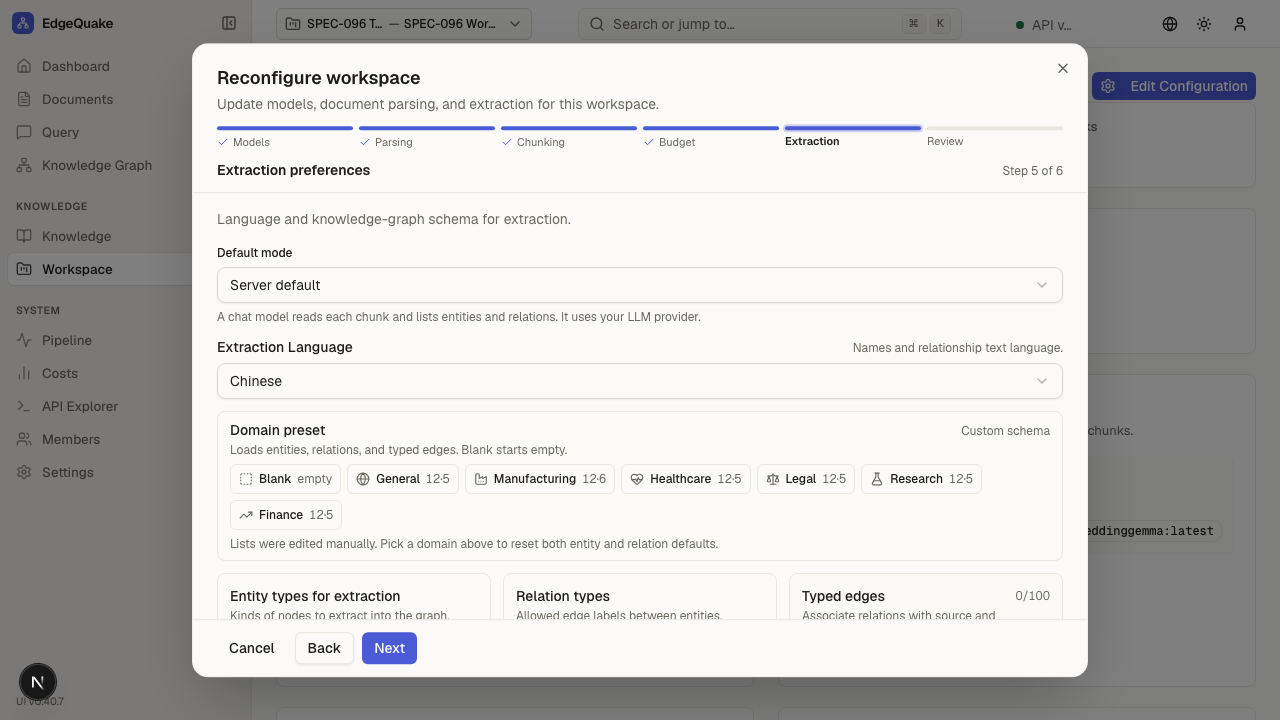 EdgeQuake
SPEC-096 T... — SPEC-096 Wor...
Search or jump to...
⌘ K
API v...
Dashboard
Documents
Query
Knowledge Graph
KNOWLEDGE
Knowledge
Workspace
SYSTEM
Pipeline
Costs
API Explorer
Members
Settings
N
Edit Configuration
chunks.
eddinggemma:latest
Reconfigure workspace
Update models, document parsing, and extraction for this workspace.
Models
Parsing
Chunking
Budget
Extraction
Review
Extraction preferences
Step 5 of 6
Language and knowledge-graph schema for extraction.
Default mode
Server default
A chat model reads each chunk and lists entities and relations. It uses your LLM provider.
Extraction Language
Names and relationship text language.
Chinese
Domain preset
Custom schema
Loads entities, relations, and typed edges. Blank starts empty.
Blank empty
General 12·5
Manufacturing 12·6
Healthcare 12·5
Legal 12·5
Research 12·5
Finance 12·5
Lists were edited manually. Pick a domain above to reset both entity and relation defaults.
Entity types for extraction
Kinds of nodes to extract into the graph.
Relation types
Allowed edge labels between entities.
Typed edges
0/100
Associate relations with source and
Cancel
Back
Next